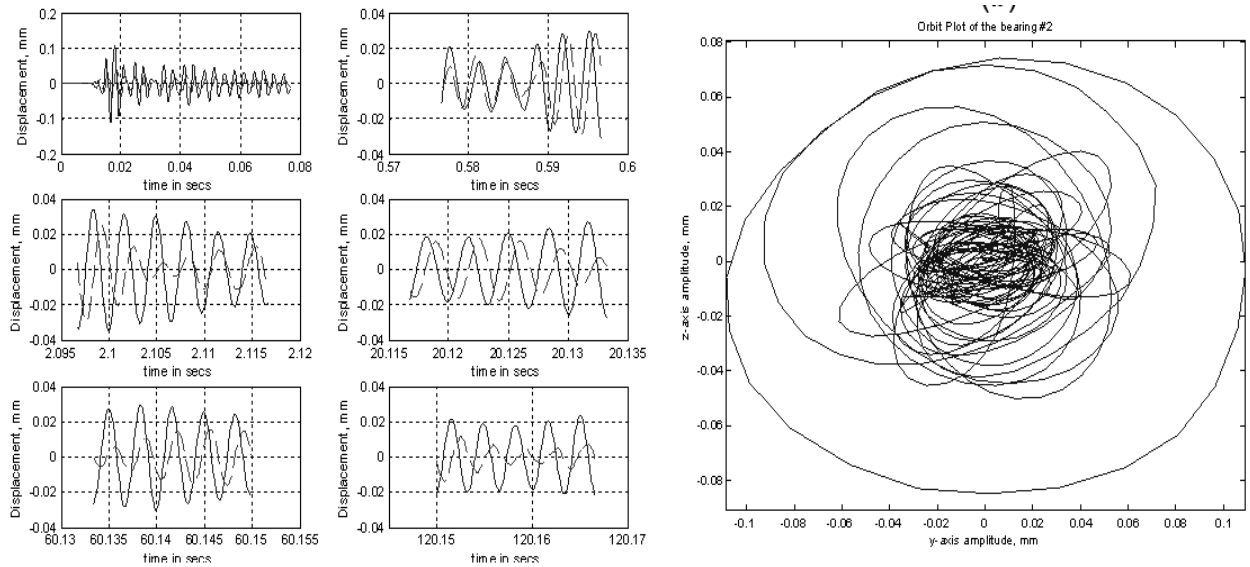 0.2
0.1
0
-0.1
-0.2
Displacement, mm
0 0.02 0.04 0.06 0.08
time in secs
0.04
0.02
0
-0.02
0.04
Displacement, mm
0.57 0.58 0.59 0.6
time in secs
0.04
0.02
0
-0.02
-0.04
Displacement, mm
2.095 2.1 2.105 2.11 2.115 2.12
time in secs
0.04
0.02
0
-0.02
-0.04
Displacement, mm
20.115 20.12 20.125 20.13 20.135
time in secs
0.04
0.02
0
-0.02
-0.04
Displacement, mm
60.13 60.135 60.14 60.145 60.15 60.155
time in secs
0.04
0.02
0
-0.02
-0.04
Displacement, mm
120.15 120.16 120.17
time in secs
Orbit Plot of the bearing #2
0.08
0.06
0.04
0.02
0
-0.02
-0.04
-0.06
-0.08
z-axis amplitude, mm
-0.1 -0.08 -0.06 -0.04 -0.02 0 0.02 0.04 0.06 0.08 0.1
y-axis amplitude, mm